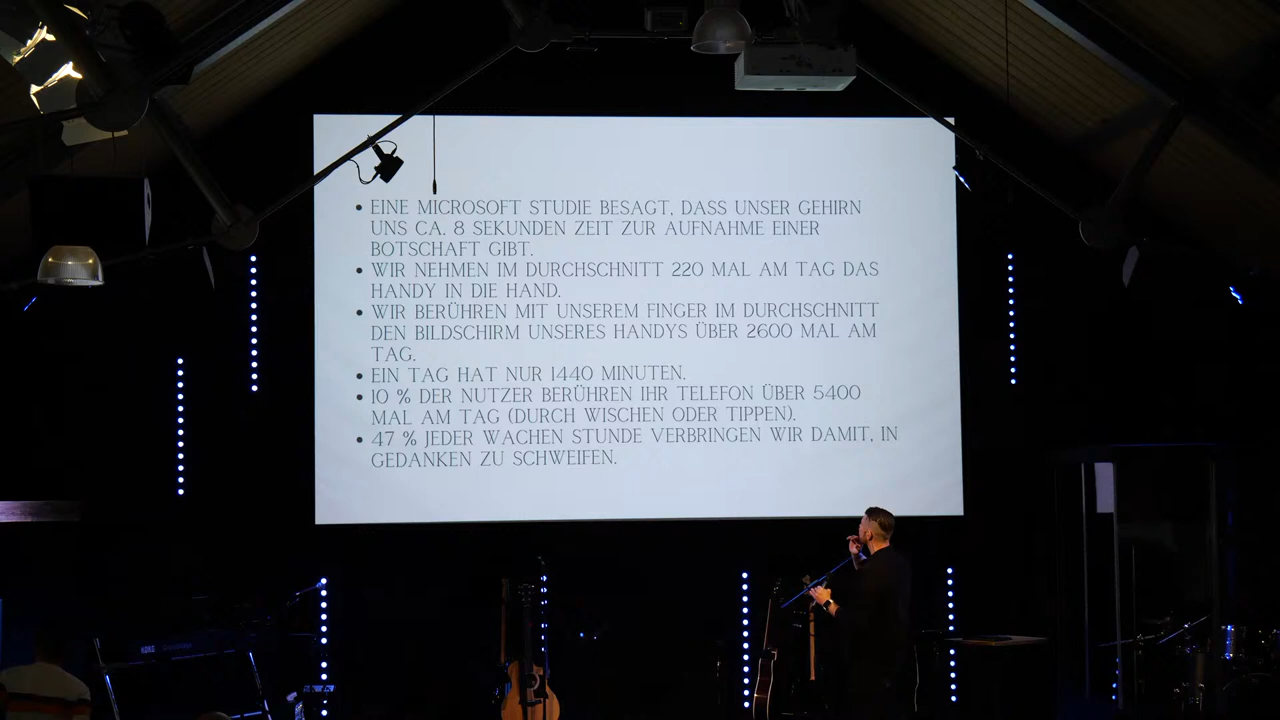 • EINE MICROSOFT STUDIE BESAGT, DASS UNSER GEHIRN
UNS CA. 8 SEKUNDEN ZEIT ZUR AUFNAHME EINER
BOTSCHAFT GIBT.
• WIR NEHMEN IM DURCHSCHNITT 220 MAL AM TAG DAS
HANDY IN DIE HAND.
• WIR BERÜHREN MIT UNSEREM FINGER IM DURCHSCHNITT
DEN BILDSCHIRM UNSERES HANDYS ÜBER 2600 MAL AM
TAG.
• EIN TAG HAT NUR 1440 MINUTEN.
• 10 % DER NUTZER BERÜHREN IHR TELEFON ÜBER 5400
MAL AM TAG (DURCH WISCHEN ODER TIPPEN).
• 47 % JEDER WACHEN STUNDE VERBRINGEN WIR DAMIT, IN
GEDANKEN ZU SCHWEIFEN.
KORG